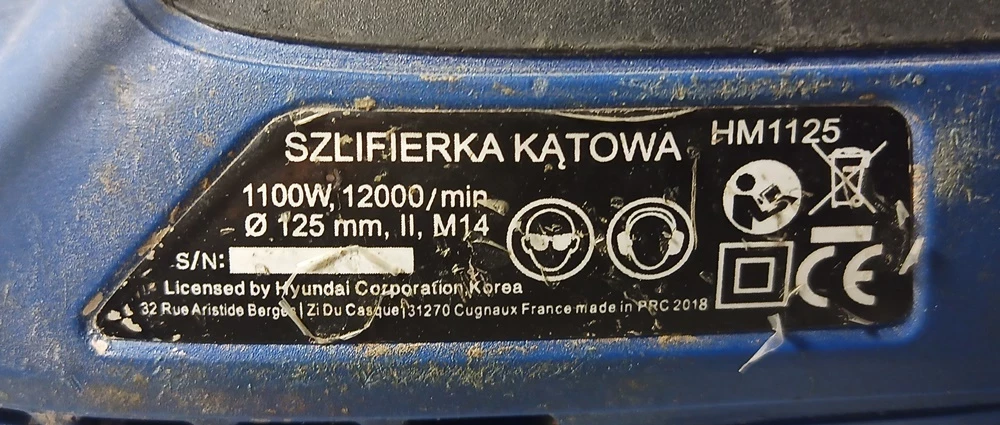 SZLIFIERKA KĄTOWA
HM1125
1100W, 12000/min
Ø 125 mm, II, M14
S/N:
Licensed by Hyundai Corporation, Korea
32 Rue Aristide Berges | Zi Du Casque | 31270 Cugnaux France made in PRC 2018
CE